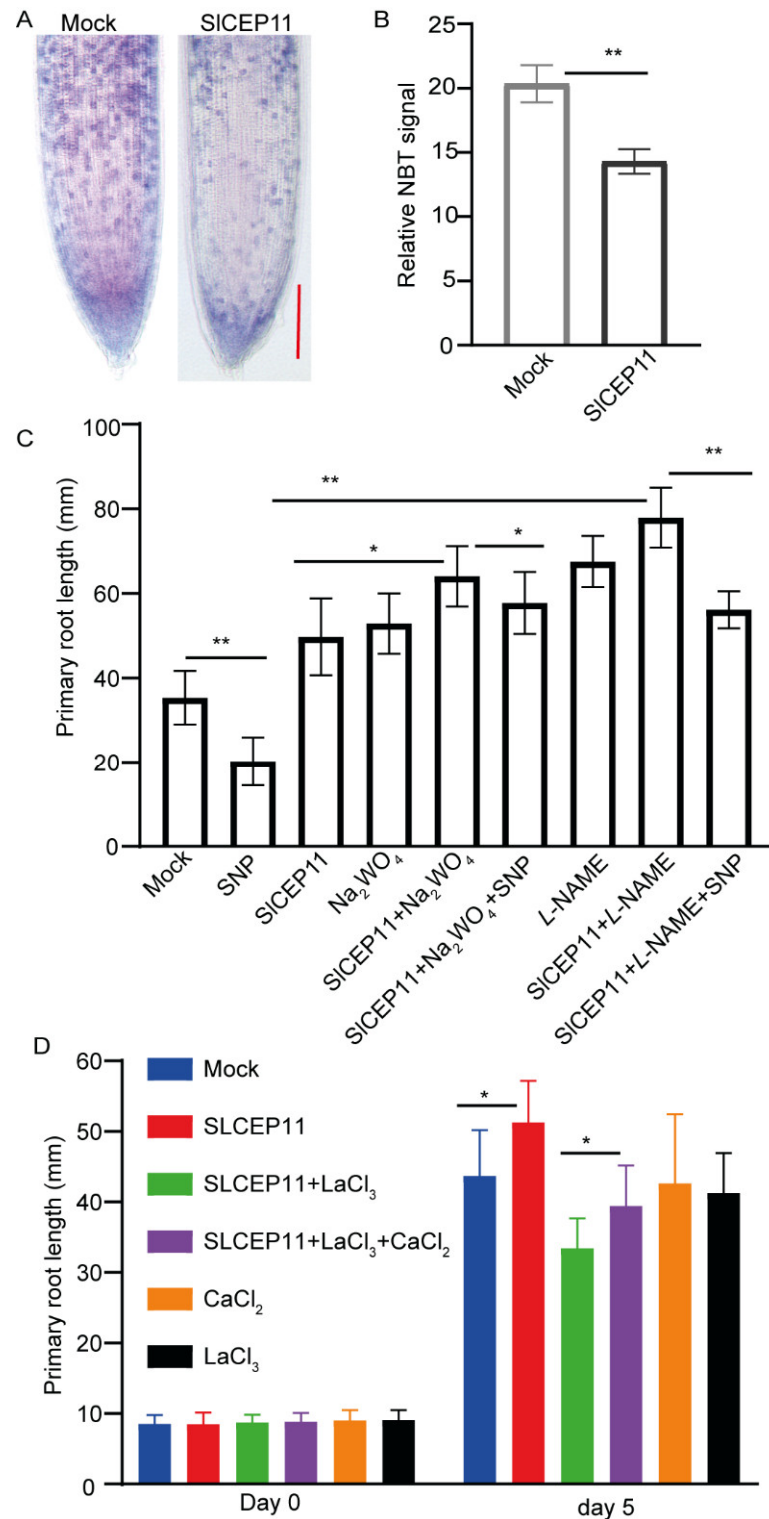 A
Mock
SlCEP11
B
Relative NBT signal
25
20
15
10
5
0
**
Mock
SlCEP11
C
Primary root length (mm)
100
80
60
40
20
0
**
**
*
*
**
Mock
SNP
SlCEP11
Na₂WO₄
SlCEP11+Na₂WO₄
SlCEP11+Na₂WO₄+SNP
L-NAME
SlCEP11+L-NAME
SlCEP11+L-NAME+SNP
D
Primary root length (mm)
60
50
40
30
20
10
0
Mock
SLCEP11
SLCEP11+LaCl₃
SLCEP11+LaCl₃+CaCl₂
CaCl₂
LaCl₃
*
*
Day 0
day 5